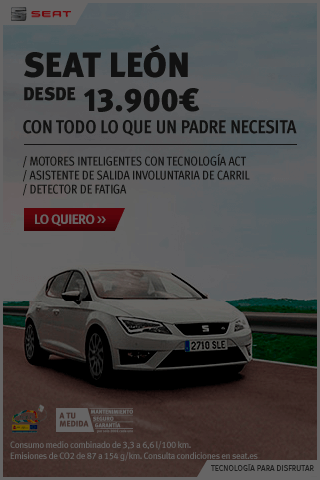 SEAT
SEAT LEÓN
DESDE 13.900€
CON TODO LO QUE UN PADRE NECESITA
/ MOTORES INTELIGENTES CON TECNOLOGÍA ACT
/ ASISTENTE DE SALIDA INVOLUNTARIA DE CARRIL
/ DETECTOR DE FATIGA
LO QUIERO >>
2710 SLE
A TU MEDIDA
MANTENIMIENTO
SEGURO
GARANTÍA
Consumo medio combinado de 3,3 a 6,6 l/100 km.
Emisiones de CO2 de 87 a 154 g/km. Consulta condiciones en seat.es
TECNOLOGÍA PARA DISFRUTAR